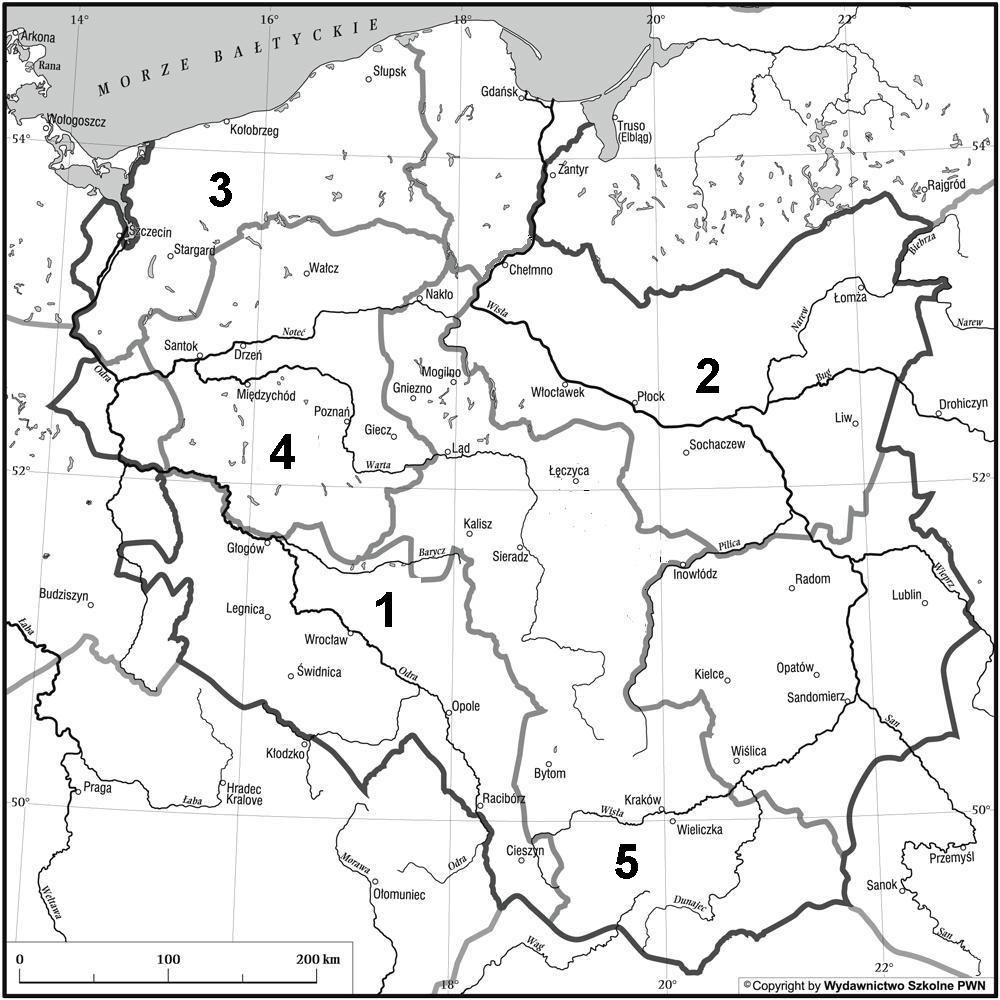 14°
16°
18°
20°
22°
Arkona
Rana
MORZE BAŁTYCKIE
Słupsk
Gdańsk
Wołogoszcz
Kołobrzeg
Truso
(Elbląg)
54°
54°
Zantyr
3
Rajgród
Szczecin
Stargard
Biebrza
Wałcz
Chełmno
Nakło
Łomża
Wisła
Narew
Narew
Noteć
Santok
Drzeń
Odra
Mogilno
Międzychód
Gniezno
Włocławek
2
Płock
Bug
Drohiczyn
Poznań
Giecz
Liw
4
Ląd
Sochaczew
Warta
Łęczyca
52°
52°
Kalisz
Głogów
Barycz
Sieradz
Pilica
Inowłódz
Radom
Wieprz
Budziszyn
Legnica
1
Lublin
Łaba
Wrocław
Świdnica
Odra
Kielce
Opatów
Sandomierz
Opole
San
Kłodzko
Wiślica
Bytom
Praga
Hradec
Kralove
Łaba
Racibórz
Wisła
Kraków
50°
50°
Wieliczka
Cieszyn
5
Przemyśl
Morawa
Odra
Ołomuniec
Wełtawa
Dunajec
Sanok
San
Wag
0
100
200 km
18°
20°
22°
©Copyright by Wydawnictwo Szkolne PWN